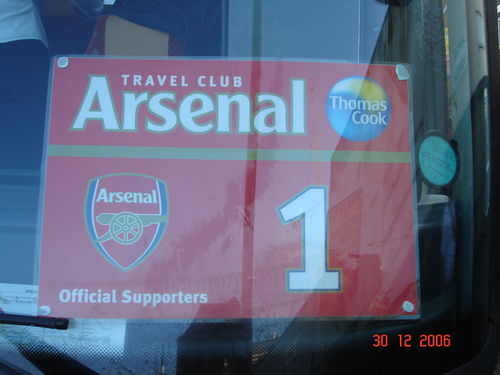 TRAVEL CLUB
Arsenal
Thomas
Cook
Arsenal
1
Official Supporters
30 12 2006